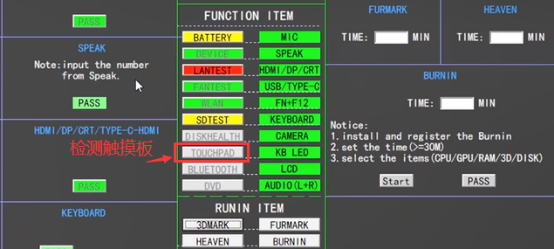 PASS
SPEAK
Note:input the number
from Speak.
PASS
HDMI/DP/CRT/TYPE-C-HDMI
检测触摸板
PASS
KEYBOARD
FUNCTION ITEM
BATTERY MIC
DEVICE SPEAK
LANTEST HDMI/DP/CRT
FANTEST USB/TYPE-C
WLAN FN+F12
SDTEST KEYBOARD
DISKHEALTH CAMERA
TOUCHPAD KB LED
BLUETOOTH LCD
DVD AUDIO(L+R)
RUNIN ITEM
3DMARK FURMARK
HEAVEN BURNIN
FURMARK
TIME: MIN
HEAVEN
TIME: MIN
BURNIN
TIME: MIN
Notice:
1.install and register the Burnin
2.set the time(>=30M)
3.select the items(CPU/GPU/RAM/3D/DISK)
Start PASS